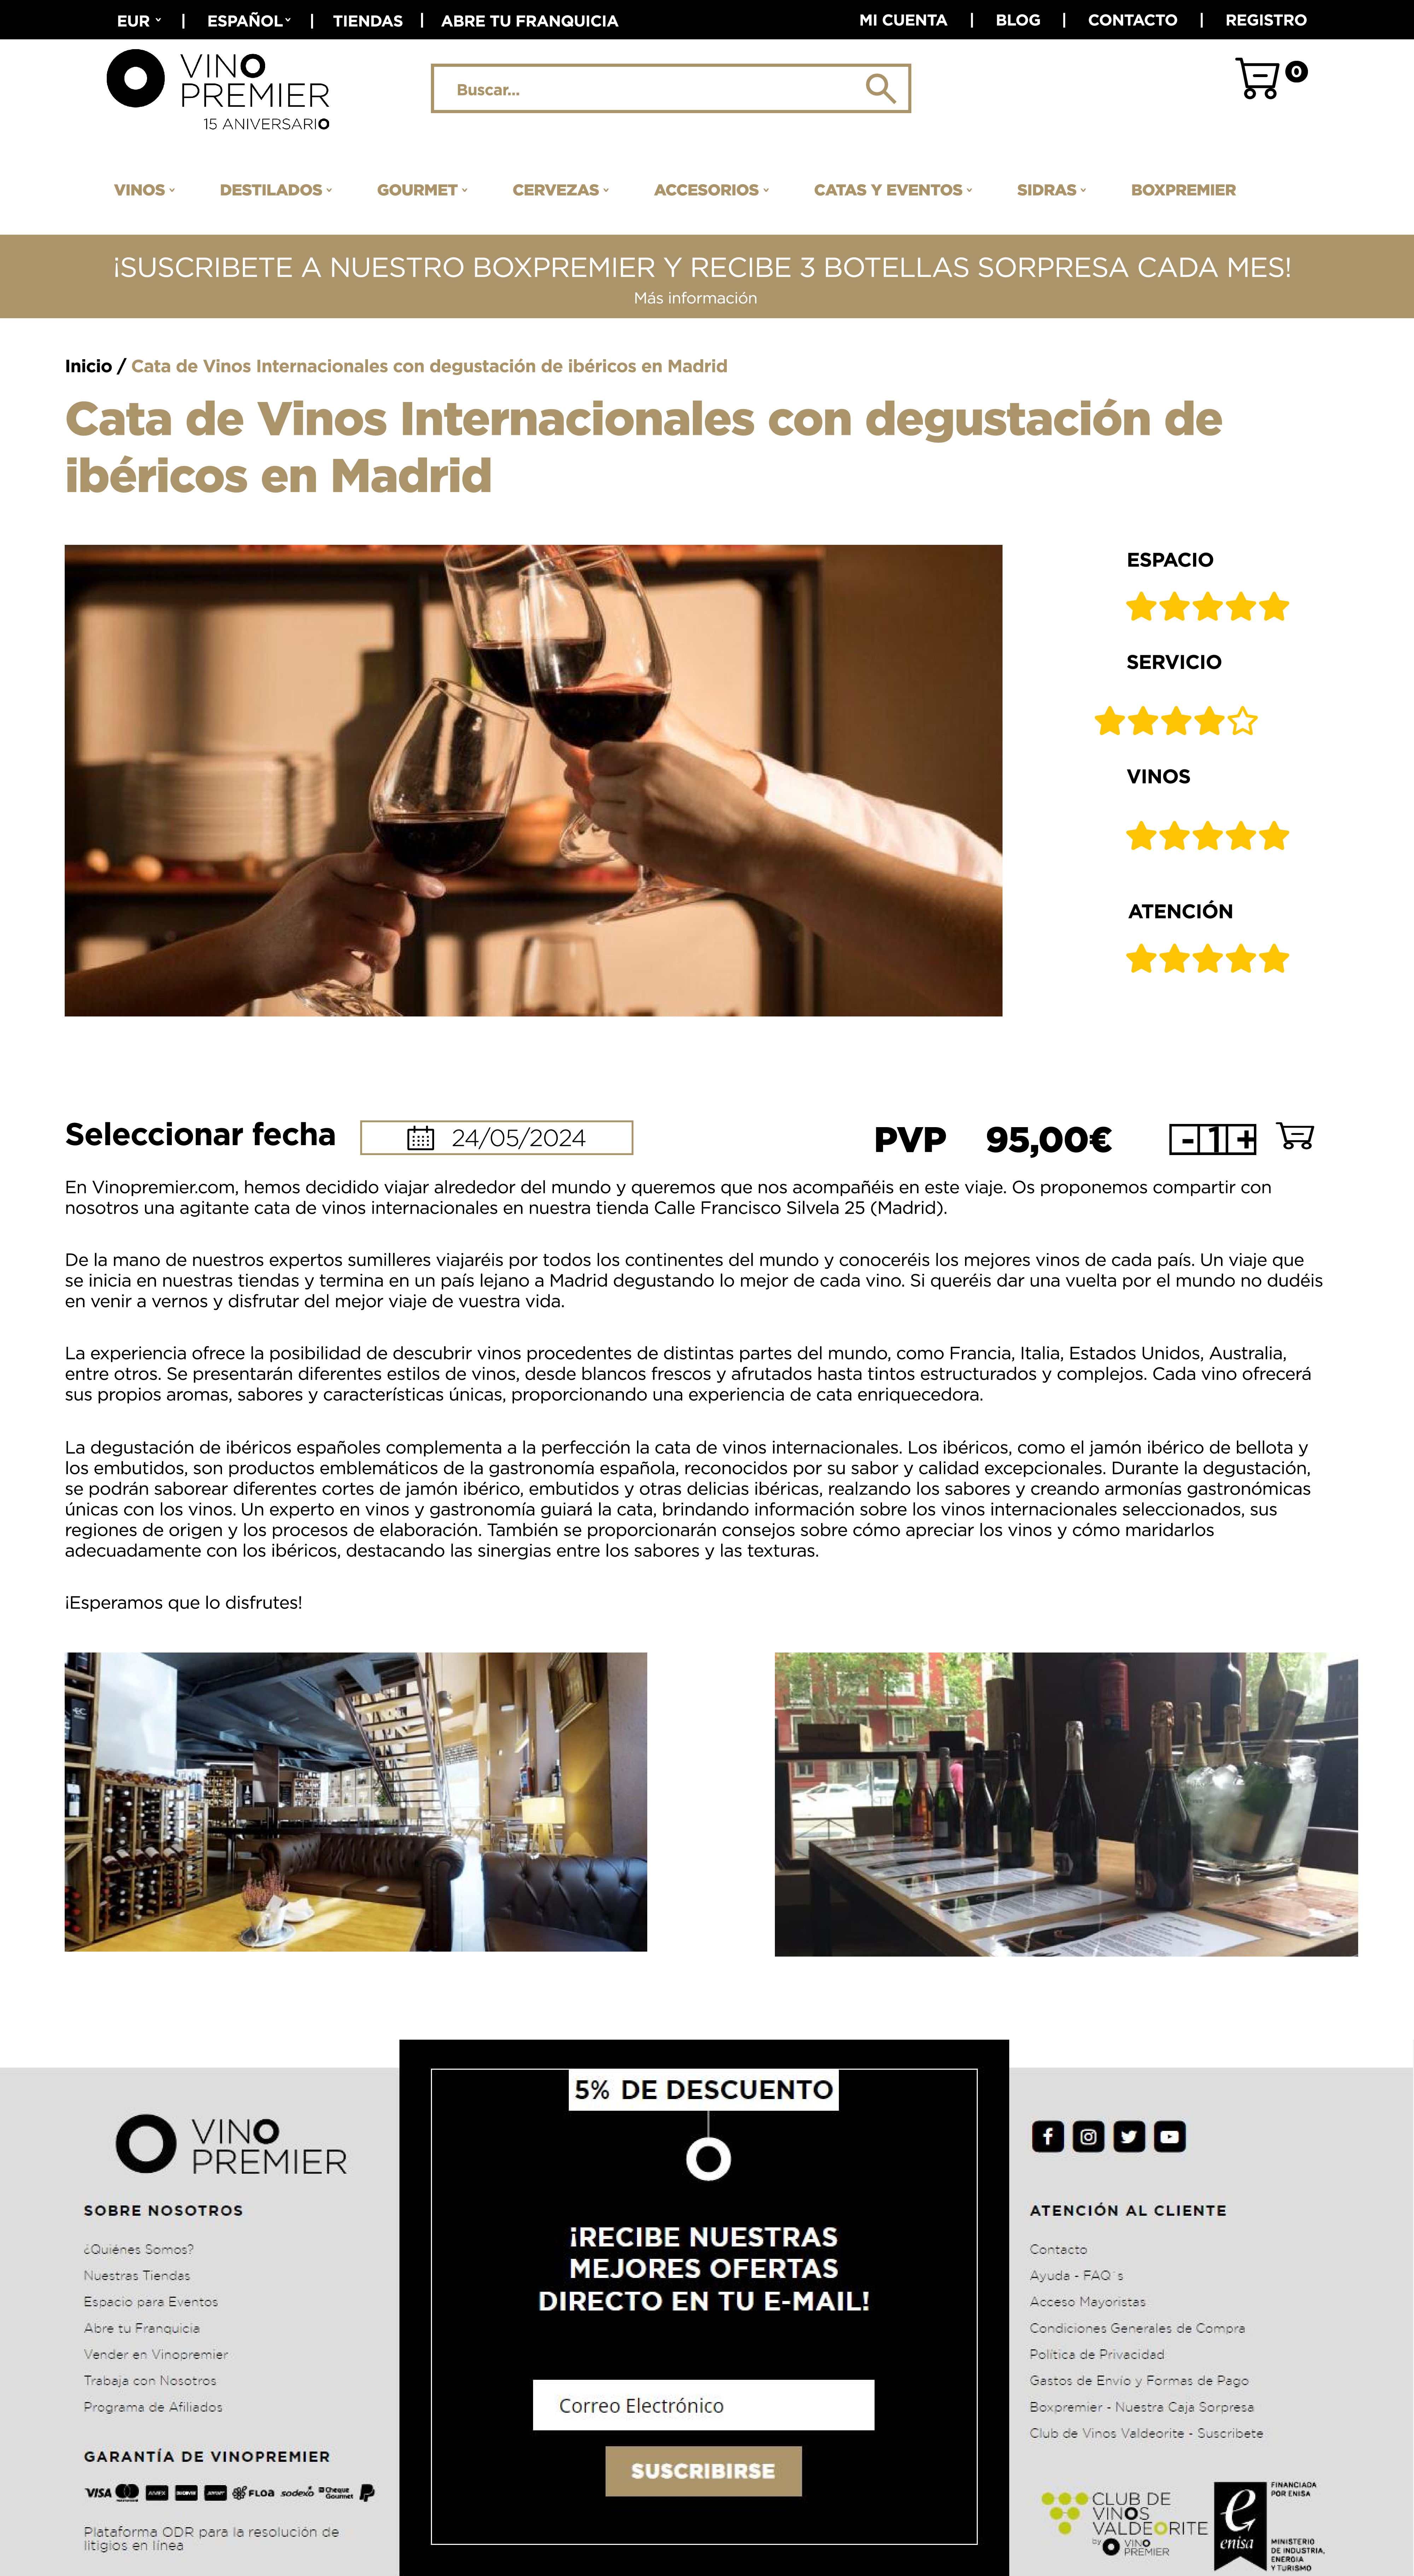 EUR | ESPAÑOL | TIENDAS | ABRE TU FRANQUICIA
MI CUENTA | BLOG | CONTACTO | REGISTRO
VINO
PREMIER
15 ANIVERSARIO
Buscar...
0
VINOS DESTILADOS GOURMET CERVEZAS ACCESORIOS CATAS Y EVENTOS SIDRAS BOXPREMIER
¡SUSCRIBETE A NUESTRO BOXPREMIER Y RECIBE 3 BOTELLAS SORPRESA CADA MES!
Más información
Inicio / Cata de Vinos Internacionales con degustación de ibéricos en Madrid
Cata de Vinos Internacionales con degustación de
ibéricos en Madrid
ESPACIO
SERVICIO
VINOS
ATENCIÓN
Seleccionar fecha 24/05/2024 PVP 95,00€ - 1 +
En Vinopremier.com, hemos decidido viajar alrededor del mundo y queremos que nos acompañéis en este viaje. Os proponemos compartir con
nosotros una agitante cata de vinos internacionales en nuestra tienda Calle Francisco Silvela 25 (Madrid).
De la mano de nuestros expertos sumilleres viajaréis por todos los continentes del mundo y conoceréis los mejores vinos de cada país. Un viaje que
se inicia en nuestras tiendas y termina en un país lejano a Madrid degustando lo mejor de cada vino. Si queréis dar una vuelta por el mundo no dudéis
en venir a vernos y disfrutar del mejor viaje de vuestra vida.
La experiencia ofrece la posibilidad de descubrir vinos procedentes de distintas partes del mundo, como Francia, Italia, Estados Unidos, Australia,
entre otros. Se presentarán diferentes estilos de vinos, desde blancos frescos y afrutados hasta tintos estructurados y complejos. Cada vino ofrecerá
sus propios aromas, sabores y características únicas, proporcionando una experiencia de cata enriquecedora.
La degustación de ibéricos españoles complementa a la perfección la cata de vinos internacionales. Los ibéricos, como el jamón ibérico de bellota y
los embutidos, son productos emblemáticos de la gastronomía española, reconocidos por su sabor y calidad excepcionales. Durante la degustación,
se podrán saborear diferentes cortes de jamón ibérico, embutidos y otras delicias ibéricas, realzando los sabores y creando armonías gastronómicas
únicas con los vinos. Un experto en vinos y gastronomía guiará la cata, brindando información sobre los vinos internacionales seleccionados, sus
regiones de origen y los procesos de elaboración. También se proporcionarán consejos sobre cómo apreciar los vinos y cómo maridarlos
adecuadamente con los ibéricos, destacando las sinergias entre los sabores y las texturas.
¡Esperamos que lo disfrutes!
VINO
PREMIER
SOBRE NOSOTROS
¿Quiénes Somos?
Nuestras Tiendas
Espacio para Eventos
Abre tu Franquicia
Vender en Vinopremier
Trabaja con Nosotros
Programa de Afiliados
GARANTÍA DE VINOPREMIER
VISA AMEX DISCOVER FLOA sodexo Cheque Gourmet
Plataforma ODR para la resolución de
litigios en línea
5% DE DESCUENTO
¡RECIBE NUESTRAS
MEJORES OFERTAS
DIRECTO EN TU E-MAIL!
Correo Electrónico
SUSCRIBIRSE
ATENCIÓN AL CLIENTE
Contacto
Ayuda - FAQ´s
Acceso Mayoristas
Condiciones Generales de Compra
Política de Privacidad
Gastos de Envío y Formas de Pago
Boxpremier - Nuestra Caja Sorpresa
Club de Vinos Valdeorite - Suscríbete
CLUB DE
VINOS
VALDEORITE
by VINO
PREMIER
e
enisa
FINANCIADA
POR ENISA
MINISTERIO
DE INDUSTRIA,
ENERGIA
Y TURISMO